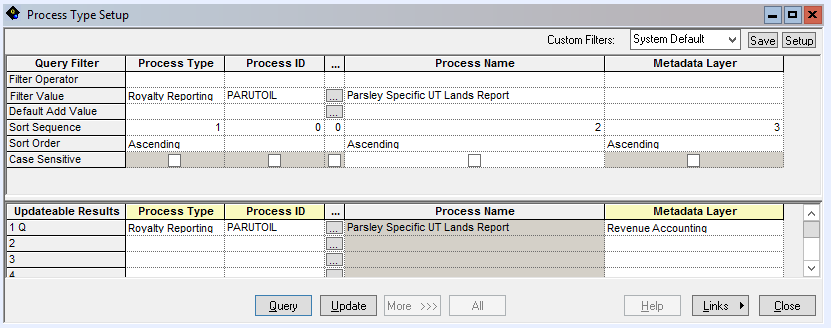 Process Type Setup
Custom Filters: System Default Save Setup
Query Filter Process Type Process ID ... Process Name Metadata Layer
Filter Operator
Filter Value Royalty Reporting PARUTOIL ... Parsley Specific UT Lands Report
Default Add Value ...
Sort Sequence 1 0 0 2 3
Sort Order Ascending Ascending Ascending
Case Sensitive
Updateable Results Process Type Process ID ... Process Name Metadata Layer
1 Q Royalty Reporting PARUTOIL ... Parsley Specific UT Lands Report Revenue Accounting
2 ...
3 ...
4
Query Update More >>> All Help Links Close